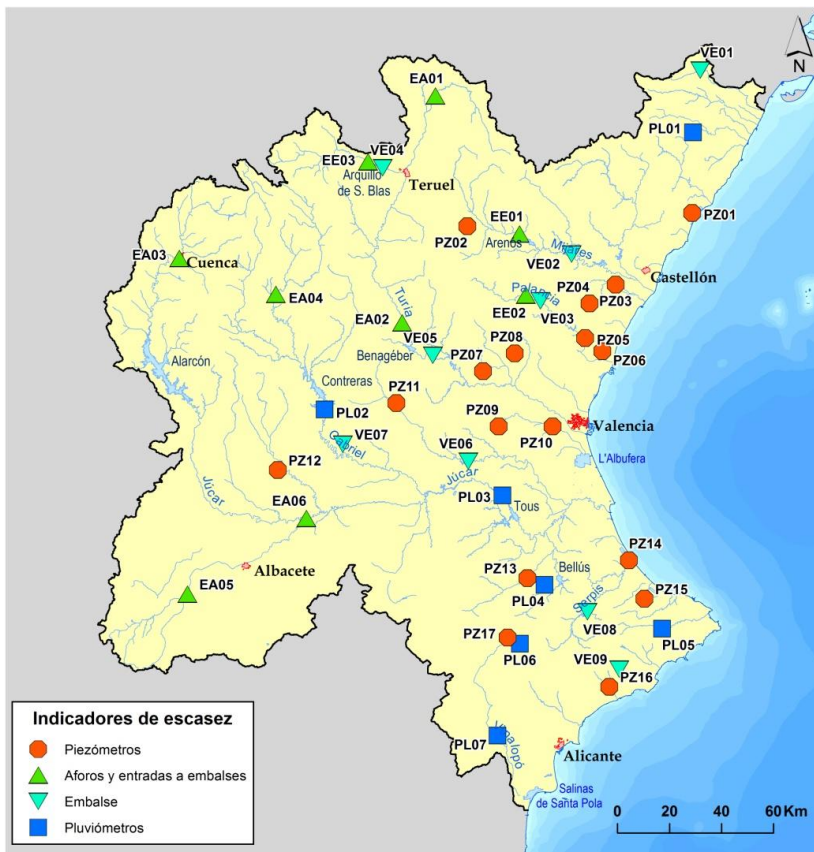 VE01
N
EA01
PL01
EE03
VE04
Arquillo
de S. Blas
Teruel
PZ01
EE01
PZ02
Arenos
Mijares
EA03
Cuenca
VE02
Castellón
PZ04
PZ03
EA04
Palancia
EE02
VE03
Turia
EA02
VE05
PZ05
PZ08
PZ06
Benagéber
PZ07
Alarcón
Contreras
PZ11
PL02
PZ09
PZ10
Valencia
Cabriel
VE07
VE06
L'Albufera
PZ12
Júcar
Júcar
PL03
Tous
EA06
PZ14
Albacete
PZ13
Bellús
PL04
Serpis
PZ15
EA05
VE08
PL05
PZ17
PL06
VE09
PZ16
PL07
Vinalopó
Alicante
Salinas
de Santa Pola
Indicadores de escasez
Piezómetros
Aforos y entradas a embalses
Embalse
Pluviómetros
0 30 60 Km